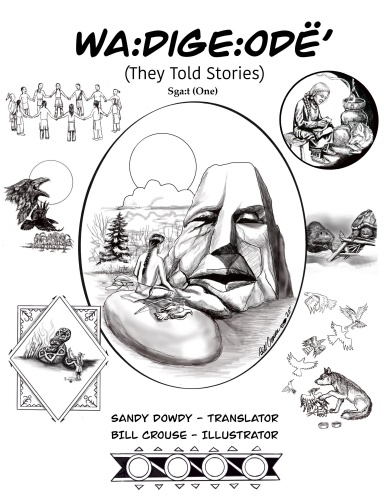 WA:DIGE:ODË'
(They Told Stories)
Sga:t (One)
SANDY DOWDY – TRANSLATOR
BILL CROUSE – ILLUSTRATOR